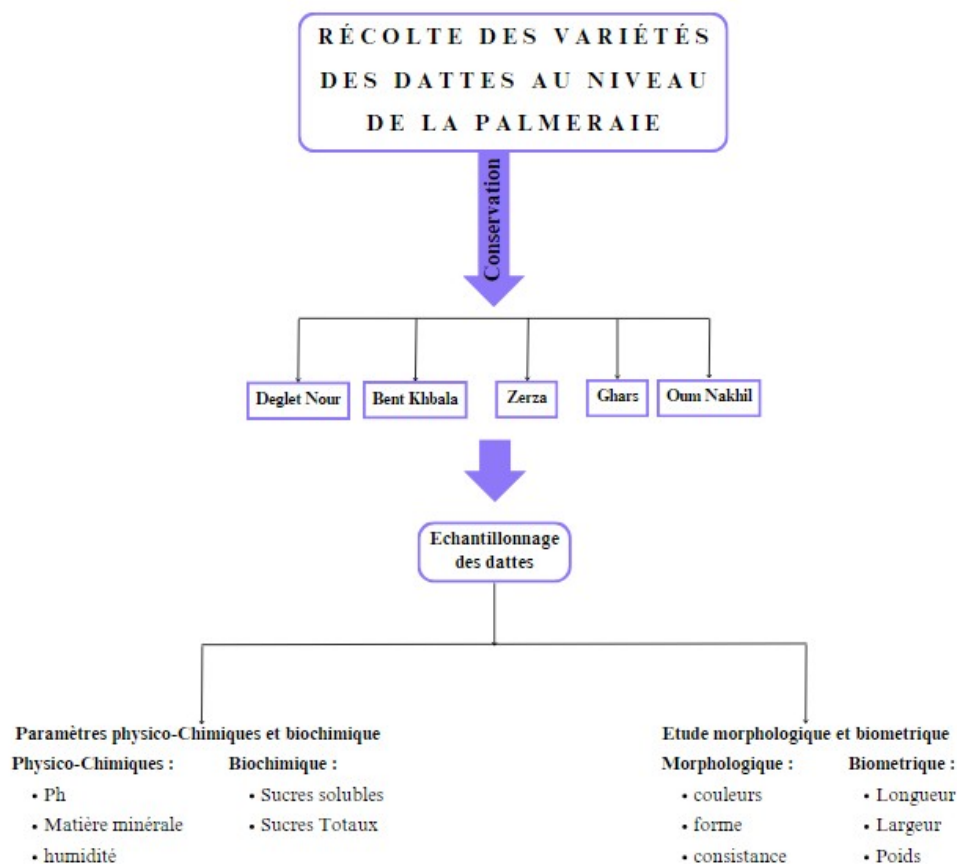 RÉCOLTE DES VARIÉTÉS
DES DATTES AU NIVEAU
DE LA PALMERAIE
Conservation
Deglet Nour
Bent Khbala
Zerza
Ghars
Oum Nakhil
Echantillonnage
des dattes
Paramètres physico-Chimiques et biochimique
Physico-Chimiques :
• Ph
• Matière minérale
• humidité
Biochimique :
• Sucres solubles
• Sucres Totaux
Etude morphologique et biometrique
Morphologique :
• couleurs
• forme
• consistance
Biometrique :
• Longueur
• Largeur
• Poids